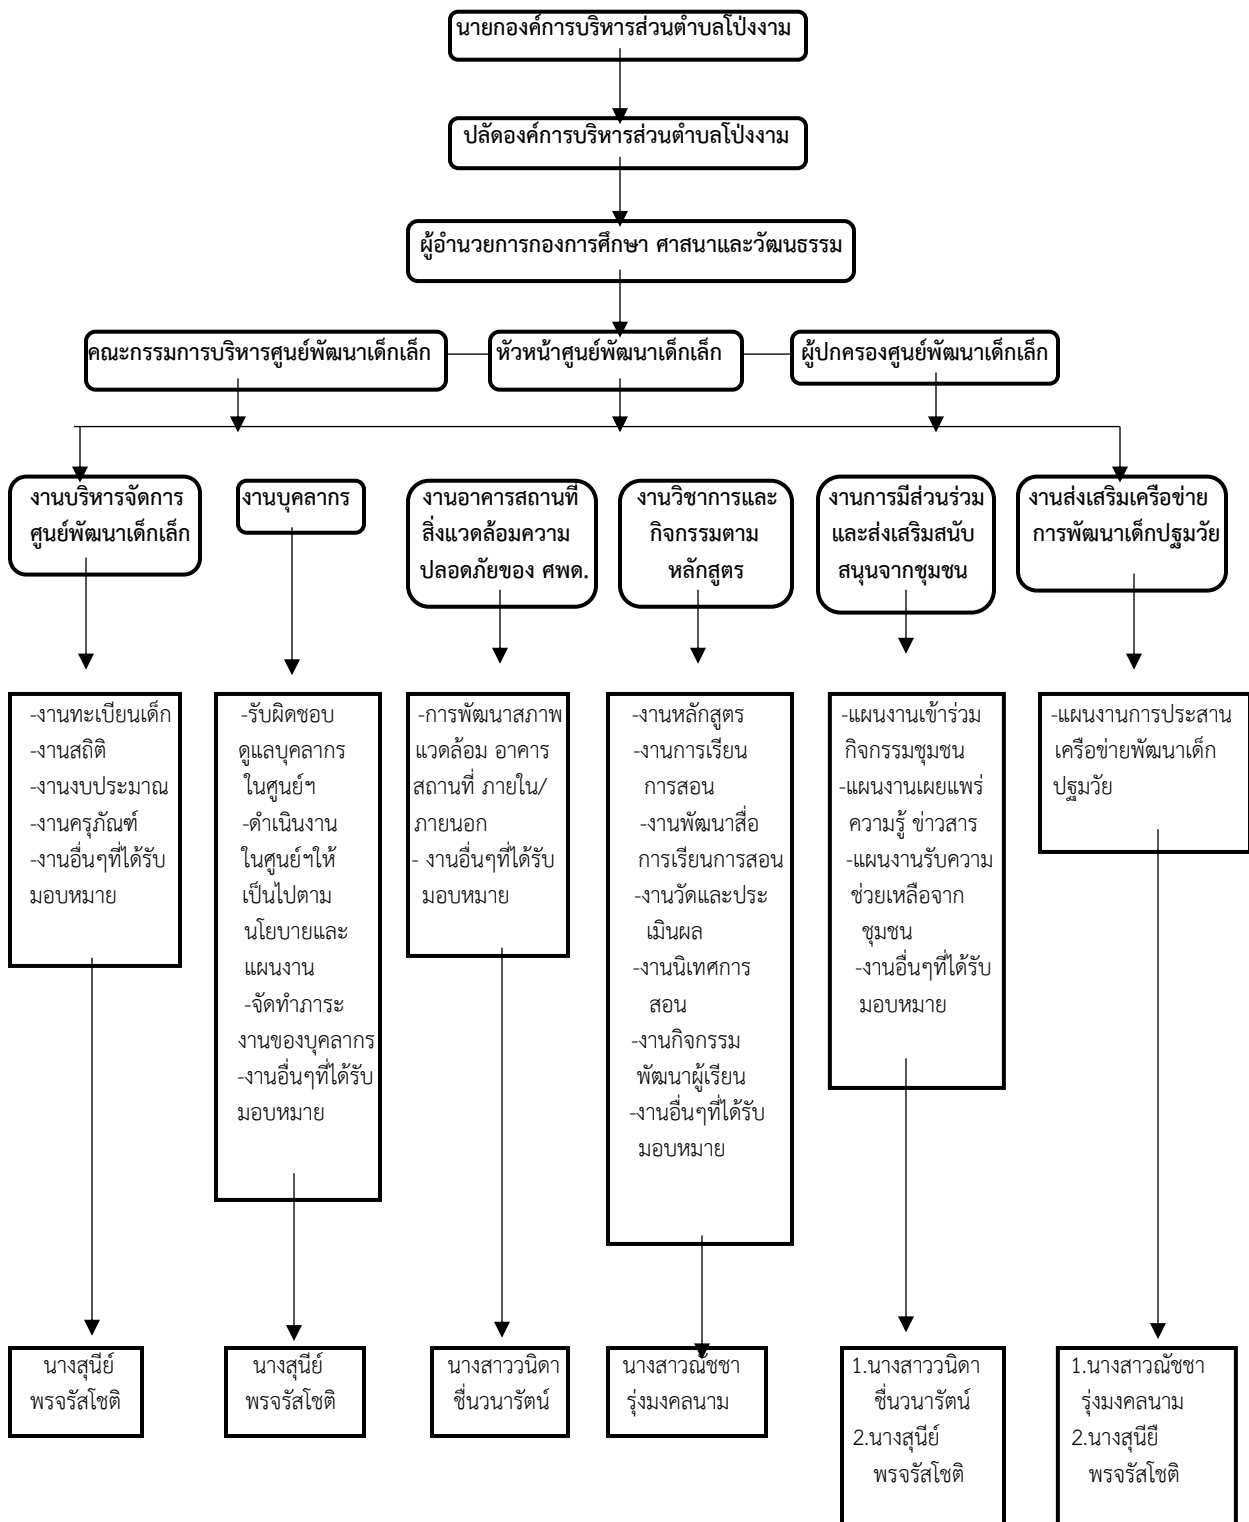 นายกองค์การบริหารส่วนตำบลโป่งงาม
ปลัดองค์การบริหารส่วนตำบลโป่งงาม
ผู้อำนวยการกองการศึกษา ศาสนาและวัฒนธรรม
คณะกรรมการบริหารศูนย์พัฒนาเด็กเล็ก
หัวหน้าศูนย์พัฒนาเด็กเล็ก
ผู้ปกครองศูนย์พัฒนาเด็กเล็ก
งานบริหารจัดการ
ศูนย์พัฒนาเด็กเล็ก
งานบุคลากร
งานอาคารสถานที่
สิ่งแวดล้อมความ
ปลอดภัยของ ศพด.
งานวิชาการและ
กิจกรรมตาม
หลักสูตร
งานการมีส่วนร่วม
และส่งเสริมสนับ
สนุนจากชุมชน
งานส่งเสริมเครือข่าย
การพัฒนาเด็กปฐมวัย
-งานทะเบียนเด็ก
-งานสถิติ
-งานงบประมาณ
-งานครุภัณฑ์
-งานอื่นๆที่ได้รับ
มอบหมาย
-รับผิดชอบ
ดูแลบุคลากร
ในศูนย์ฯ
-ดำเนินงาน
ในศูนย์ฯให้
เป็นไปตาม
นโยบายและ
แผนงาน
-จัดทำภาระ
งานของบุคลากร
-งานอื่นๆที่ได้รับ
มอบหมาย
-การพัฒนาสภาพ
แวดล้อม อาคาร
สถานที่ ภายใน/
ภายนอก
- งานอื่นๆที่ได้รับ
มอบหมาย
-งานหลักสูตร
-งานการเรียน
การสอน
-งานพัฒนาสื่อ
การเรียนการสอน
-งานวัดและประ
เมินผล
-งานนิเทศการ
สอน
-งานกิจกรรม
พัฒนาผู้เรียน
-งานอื่นๆที่ได้รับ
มอบหมาย
-แผนงานเข้าร่วม
กิจกรรมชุมชน
-แผนงานเผยแพร่
ความรู้ ข่าวสาร
-แผนงานรับความ
ช่วยเหลือจาก
ชุมชน
-งานอื่นๆที่ได้รับ
มอบหมาย
-แผนงานการประสาน
เครือข่ายพัฒนาเด็ก
ปฐมวัย
นางสุนีย์
พรจรัสโชติ
นางสุนีย์
พรจรัสโชติ
นางสาววนิดา
ชื่นวนารัตน์
นางสาวณัชชา
รุ่งมงคลนาม
1.นางสาววนิดา
ชื่นวนารัตน์
2.นางสุนีย์
พรจรัสโชติ
1.นางสาวณัชชา
รุ่งมงคลนาม
2.นางสุนียื
พรจรัสโชติ